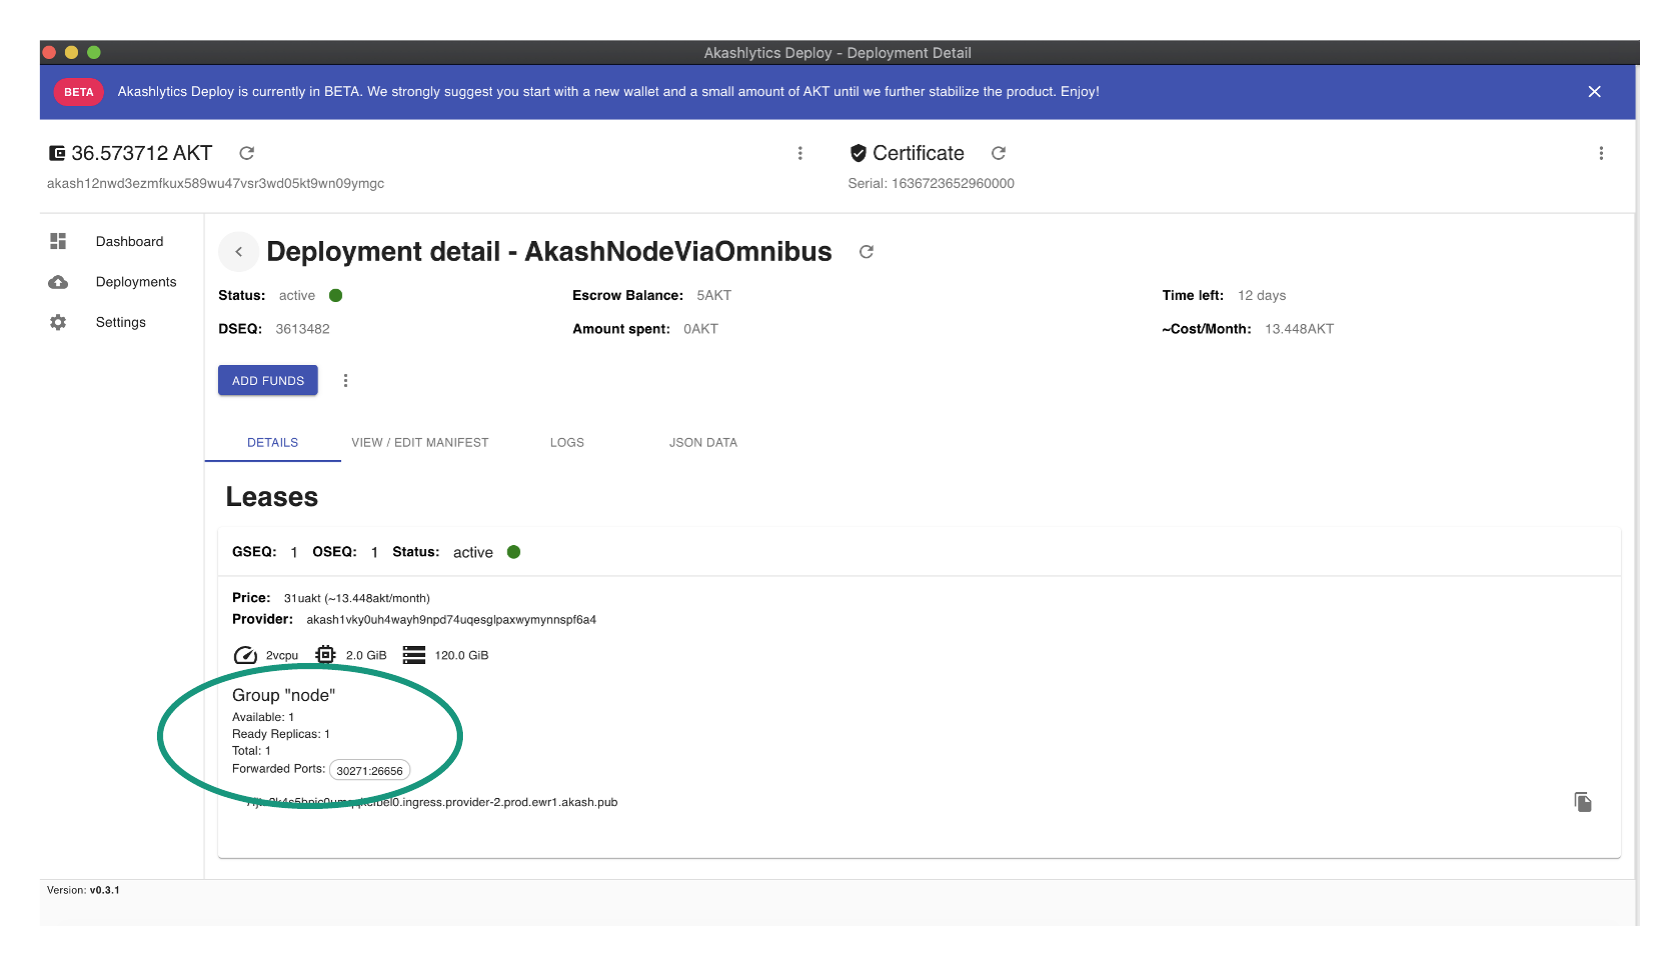 Akashlytics Deploy - Deployment Detail
BETA Akashlytics Deploy is currently in BETA. We strongly suggest you start with a new wallet and a small amount of AKT until we further stabilize the product. Enjoy!
36.573712 AKT
akash12nwd3ezmfkux589wu47vsr3wd05kt9wn09ymgc
Certificate
Serial: 1636723652960000
Dashboard
Deployments
Settings
Deployment detail - AkashNodeViaOmnibus
Status: active
Escrow Balance: 5AKT
Time left: 12 days
DSEQ: 3613482
Amount spent: 0AKT
~Cost/Month: 13.448AKT
ADD FUNDS
DETAILS VIEW / EDIT MANIFEST LOGS JSON DATA
Leases
GSEQ: 1 OSEQ: 1 Status: active
Price: 31uakt (~13.448akt/month)
Provider: akash1vky0uh4wayh9npd74uqesglpaxwymynnspf6a4
2vcpu 2.0 GiB 120.0 GiB
Group "node"
Available: 1
Ready Replicas: 1
Total: 1
Forwarded Ports: 30271:26656
.ingress.provider-2.prod.ewr1.akash.pub
Version: v0.3.1